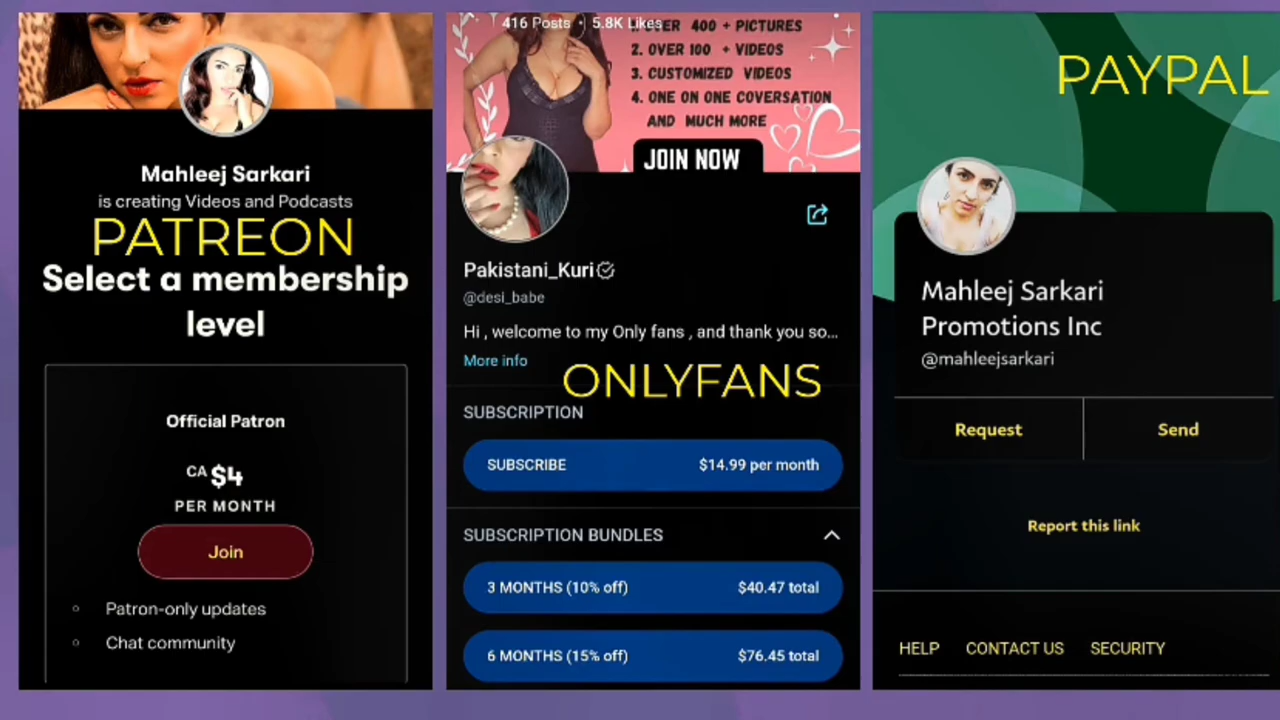 Mahleej Sarkari
is creating Videos and Podcasts
PATREON
Select a membership
level
Official Patron
CA $4
PER MONTH
Join
Patron-only updates
Chat community
416 Posts • 5.8K Likes
1. OVER 400 + PICTURES
2. OVER 100 + VIDEOS
3. CUSTOMIZED VIDEOS
4. ONE ON ONE COVERSATION
AND MUCH MORE
JOIN NOW
Pakistani_Kuri
@desi_babe
Hi , welcome to my Only fans , and thank you so...
More info
ONLYFANS
SUBSCRIPTION
SUBSCRIBE $14.99 per month
SUBSCRIPTION BUNDLES
3 MONTHS (10% off) $40.47 total
6 MONTHS (15% off) $76.45 total
PAYPAL
Mahleej Sarkari
Promotions Inc
@mahleejsarkari
Request Send
Report this link
HELP CONTACT US SECURITY